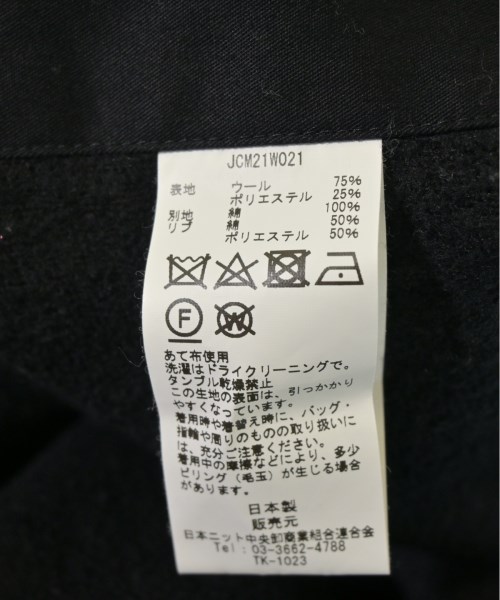 JCM21W021
表地 ウール 75%
ポリエステル 25%
別地 綿 100%
リブ 綿 50%
ポリエステル 50%
F W
あて布使用
洗濯はドライクリーニングで。
タンブル乾燥禁止
この生地の表面は、引っかかり
やすくなっています。
着用時や着替え時に、バッグ・
指輪や周りのものの取り扱いに
は、充分ご注意ください。
着用中の摩擦などにより、多少
ピリング(毛玉)が生じる場合
があります。
日本製
販売元
日本ニット中央卸商業組合連合会
Tel : 03-3662-4788
TK-1023